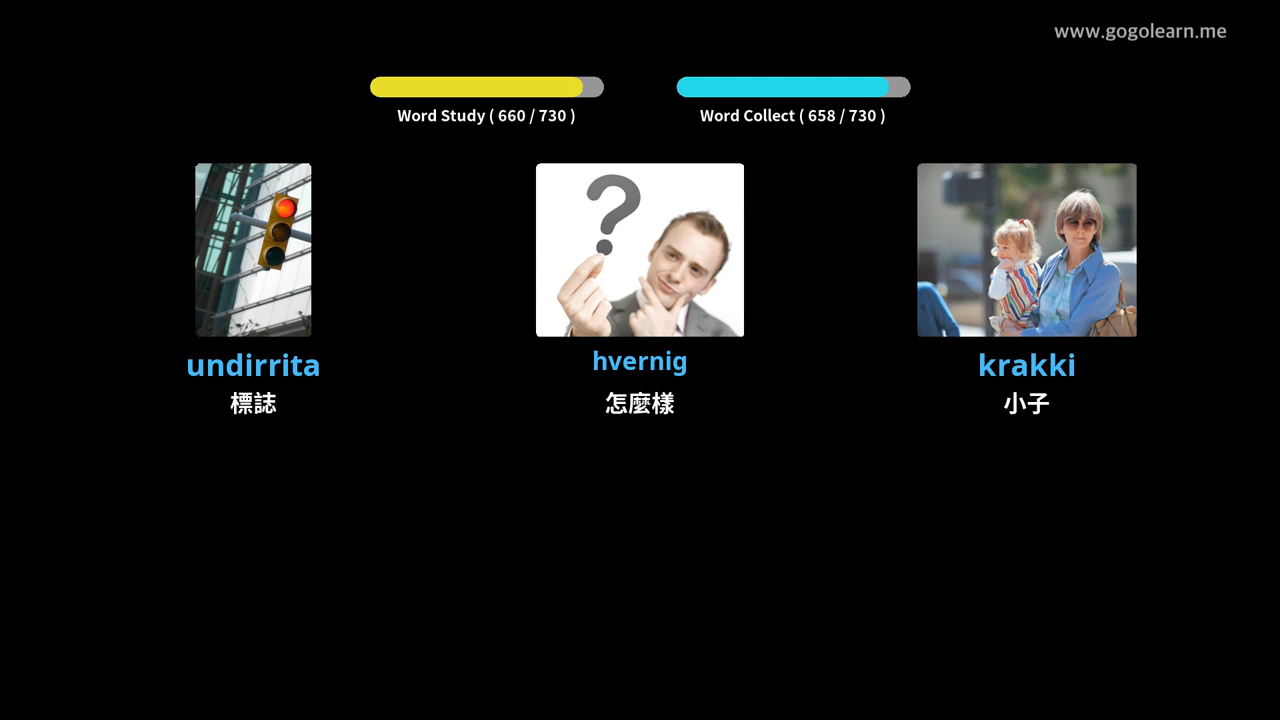 www.gogolearn.me
Word Study ( 660 / 730 )
Word Collect ( 658 / 730 )
undirrita
hvernig
krakki
標誌
怎麼樣
小子